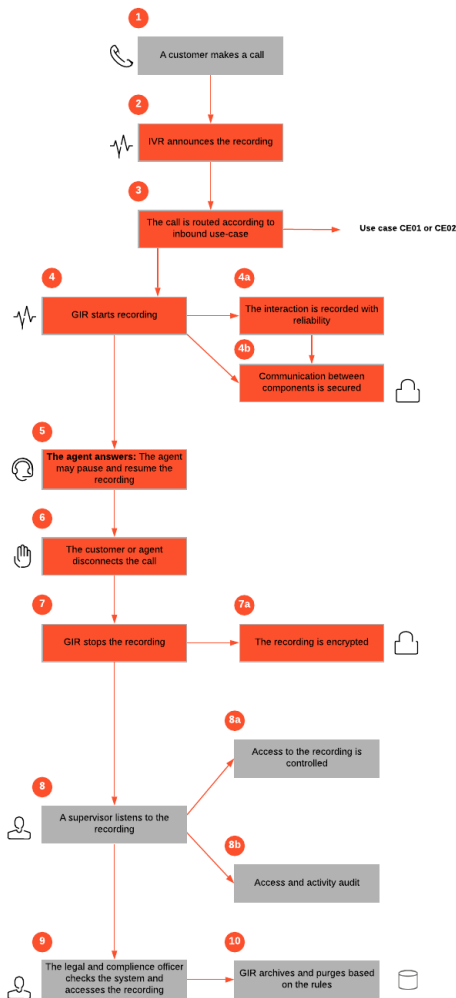 1
A customer makes a call
2
IVR announces the recording
3
The call is routed according to
inbound use-case
Use case CE01 or CE02
4
GIR starts recording
4a
The interaction is recorded with
reliability
4b
Communication between
components is secured
5
The agent answers: The agent
may pause and resume the
recording
6
The customer or agent
disconnects the call
7
GIR stops the recording
7a
The recording is encrypted
8a
Access to the recording is
controlled
8
A supervisor listens to the
recording
8b
Access and activity audit
9
The legal and complience officer
checks the system and
accesses the recording
10
GIR archives and purges based
on the rules